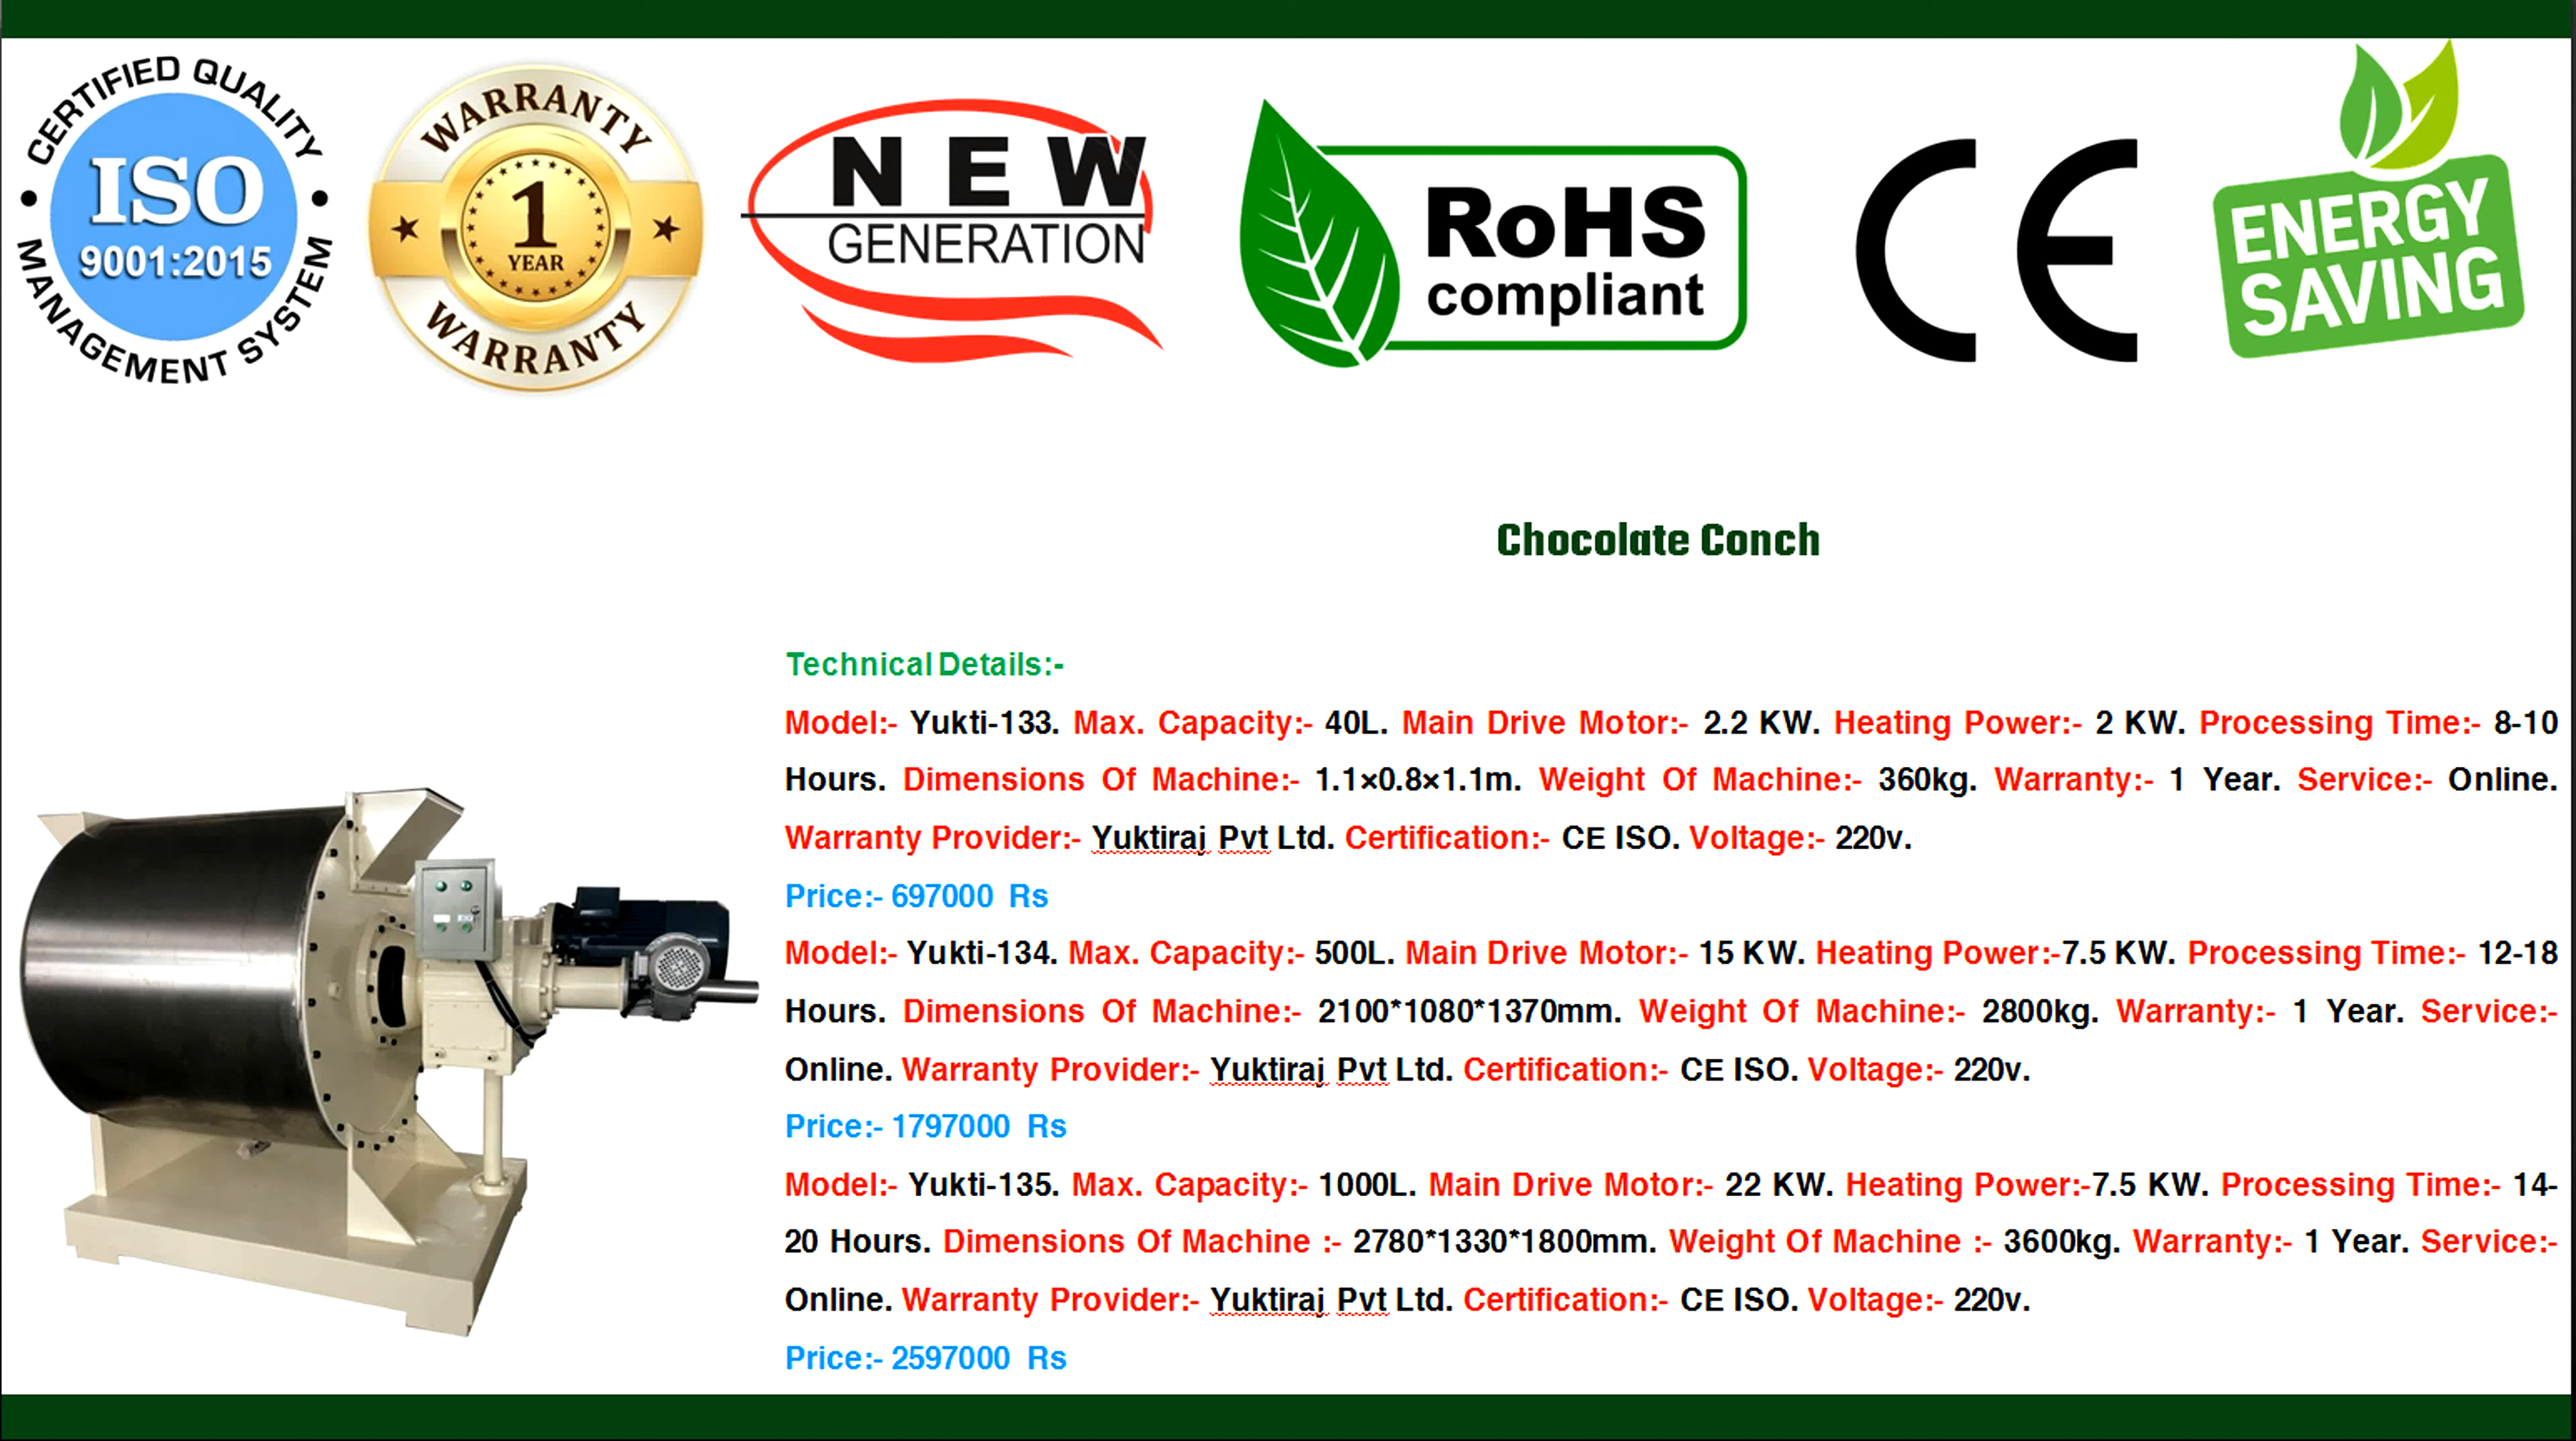 CERTIFIED QUALITY
ISO
9001:2015
MANAGEMENT SYSTEM
WARRANTY
1
YEAR
WARRANTY
NEW
GENERATION
RoHS
compliant
CE
ENERGY
SAVING
Chocolate Conch
Technical Details:-
Model:- Yukti-133. Max. Capacity:- 40L. Main Drive Motor:- 2.2 KW. Heating Power:- 2 KW. Processing Time:- 8-10
Hours. Dimensions Of Machine:- 1.1×0.8×1.1m. Weight Of Machine:- 360kg. Warranty:- 1 Year. Service:- Online.
Warranty Provider:- Yuktiraj Pvt Ltd. Certification:- CE ISO. Voltage:- 220v.
Price:- 697000 Rs
Model:- Yukti-134. Max. Capacity:- 500L. Main Drive Motor:- 15 KW. Heating Power:-7.5 KW. Processing Time:- 12-18
Hours. Dimensions Of Machine:- 2100*1080*1370mm. Weight Of Machine:- 2800kg. Warranty:- 1 Year. Service:-
Online. Warranty Provider:- Yuktiraj Pvt Ltd. Certification:- CE ISO. Voltage:- 220v.
Price:- 1797000 Rs
Model:- Yukti-135. Max. Capacity:- 1000L. Main Drive Motor:- 22 KW. Heating Power:-7.5 KW. Processing Time:- 14-
20 Hours. Dimensions Of Machine :- 2780*1330*1800mm. Weight Of Machine :- 3600kg. Warranty:- 1 Year. Service:-
Online. Warranty Provider:- Yuktiraj Pvt Ltd. Certification:- CE ISO. Voltage:- 220v.
Price:- 2597000 Rs